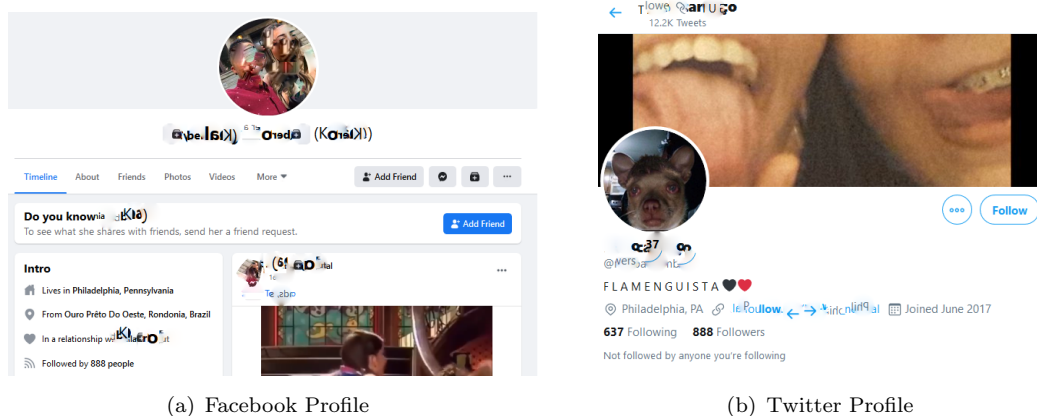 Timeline About Friends Photos Videos More Add Friend ...
Do you know
To see what she shares with friends, send her a friend request.
Add Friend
Intro
Lives in Philadelphia, Pennsylvania
From Ouro Prêto Do Oeste, Rondonia, Brazil
In a relationship
Followed by 888 people
(a) Facebook Profile
12.2K Tweets
Follow
FLAMENGUISTA🖤❤️
Philadelphia, PA Joined June 2017
637 Following 888 Followers
Not followed by anyone you're following
(b) Twitter Profile